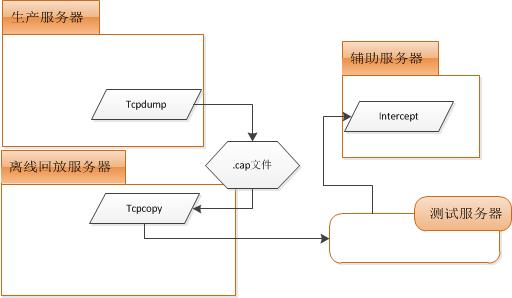 生产服务器
辅助服务器
Tcpdump
Intercept
.cap文件
离线回放服务器
Tcpcopy
测试服务器